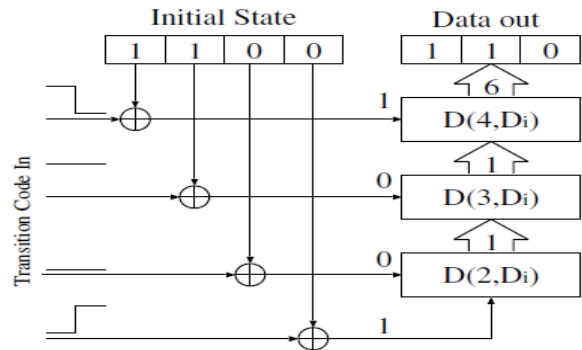 Initial State
Data out
1 1 0 0
1 1 0
6
1
D(4,Di)
1
0
D(3,Di)
1
0
D(2,Di)
1
Transition Code In